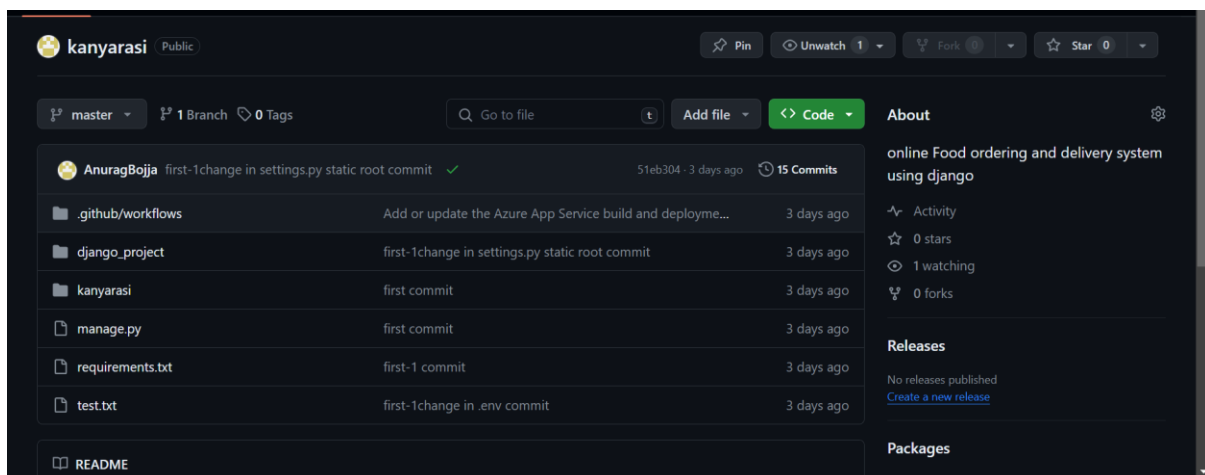 kanyarasi Public
Pin
Unwatch 1
Fork 0
Star 0
master
1 Branch
0 Tags
Go to file t
Add file
<> Code
AnuragBojja first-1change in settings.py static root commit
51eb304 · 3 days ago
15 Commits
.github/workflows Add or update the Azure App Service build and deployme... 3 days ago
django_project first-1change in settings.py static root commit 3 days ago
kanyarasi first commit 3 days ago
manage.py first commit 3 days ago
requirements.txt first-1 commit 3 days ago
test.txt first-1change in .env commit 3 days ago
README
About
online Food ordering and delivery system
using django
Activity
0 stars
1 watching
0 forks
Releases
No releases published
Create a new release
Packages